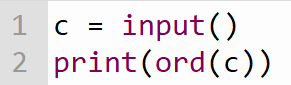 1 c = input()
2 print(ord(c))